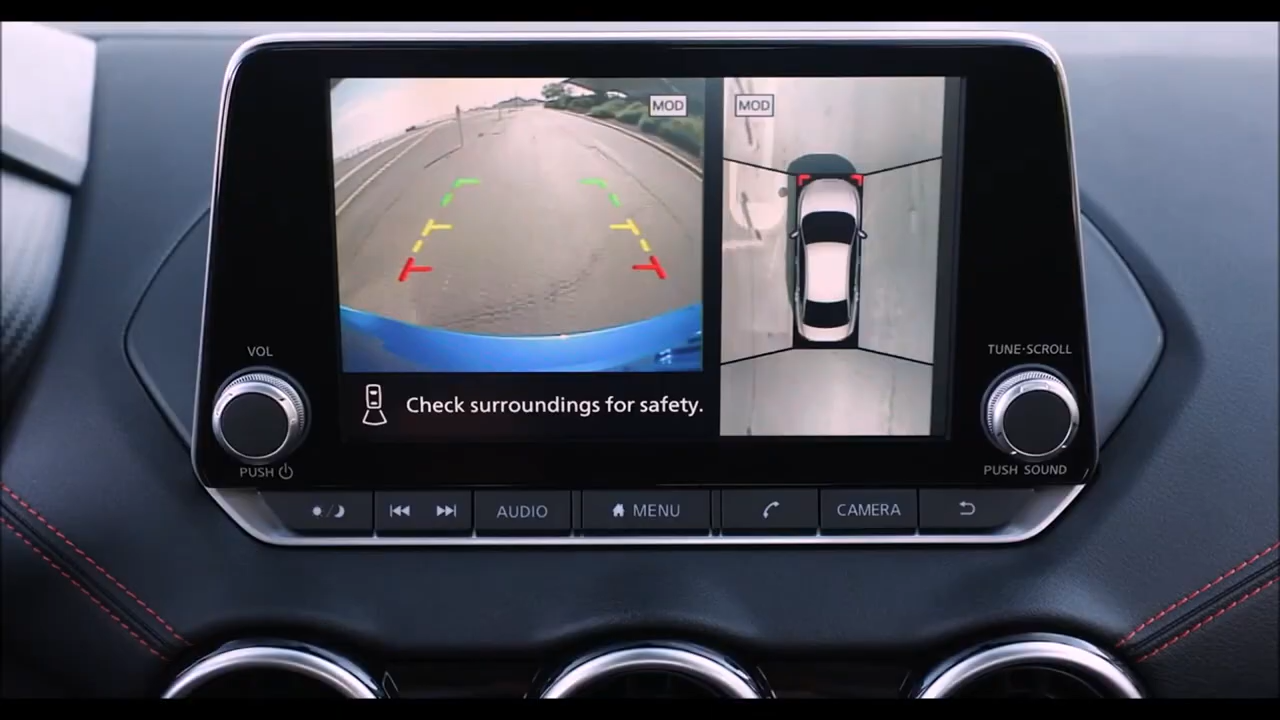 MOD
MOD
VOL
TUNE·SCROLL
Check surroundings for safety.
PUSH
PUSH SOUND
AUDIO
MENU
CAMERA